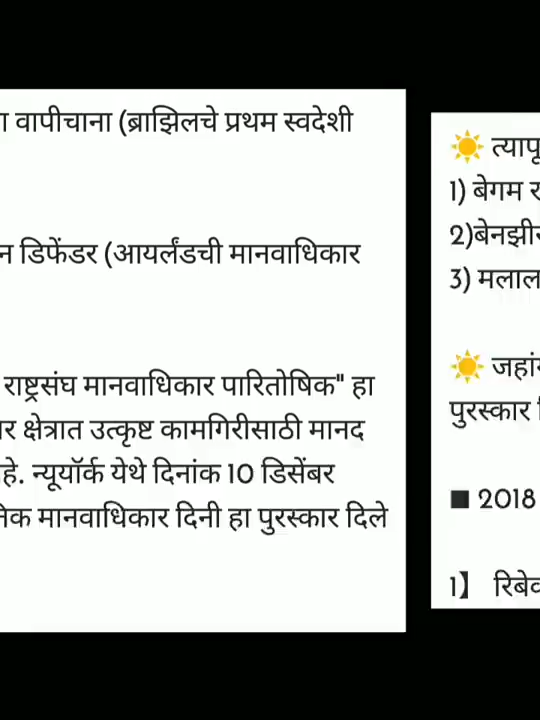 वापीचाना (ब्राझिलचे प्रथम स्वदेशी
डिफेंडर (आयर्लंडची मानवाधिकार
राष्ट्रसंघ मानवाधिकार पारितोषिक" हा
क्षेत्रात उत्कृष्ट कामगिरीसाठी मानद
न्यूयॉर्क येथे दिनांक 10 डिसेंबर
मानवाधिकार दिनी हा पुरस्कार दिले
1) बेगम
2)बेनझीर
3) मलाल
पुरस्कार
■ 2018
1】